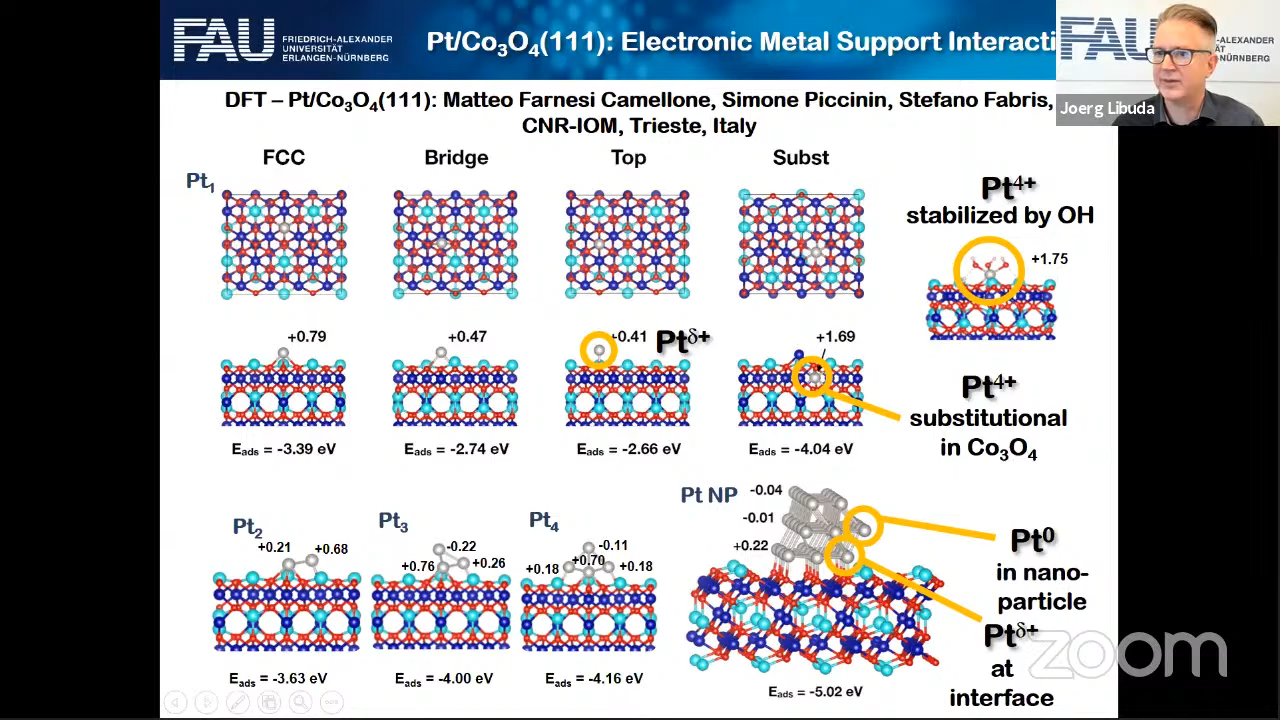 FAU
FRIEDRICH-ALEXANDER
UNIVERSITÄT
ERLANGEN-NÜRNBERG
Pt/Co₃O₄(111): Electronic Metal Support Interacti
FAU
-ALEXANDER
TÄT
-NÜRNBERG
Joerg Libuda
DFT – Pt/Co₃O₄(111): Matteo Farnesi Camellone, Simone Piccinin, Stefano Fabris,
CNR-IOM, Trieste, Italy
FCC Bridge Top Subst
Pt₁
Pt⁴⁺
stabilized by OH
+1.75
+0.79 +0.47 +0.41 Ptᵟ⁺ +1.69
Pt⁴⁺
substitutional
in Co₃O₄
Eads = -3.39 eV Eads = -2.74 eV Eads = -2.66 eV Eads = -4.04 eV
Pt₂ Pt₃ Pt₄ Pt NP
-0.04
-0.01
+0.22
+0.21 +0.68
-0.22
+0.76 +0.26
-0.11
+0.18 +0.70 +0.18
Pt⁰
in nano-
particle
Ptᵟ⁺
at
interface
Eads = -3.63 eV Eads = -4.00 eV Eads = -4.16 eV
Eads = -5.02 eV
zoom